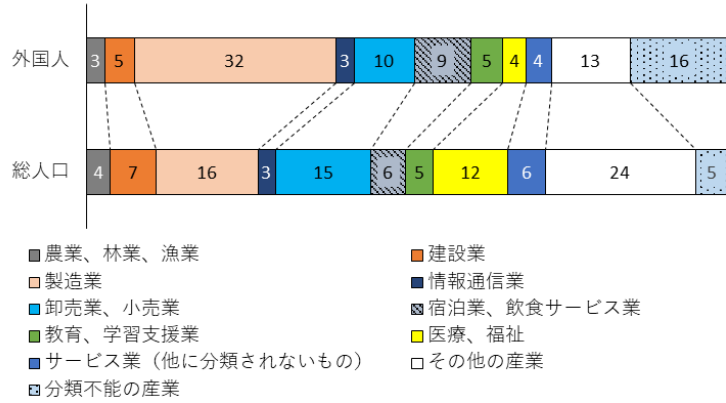 外国人 3 5 32 3 10 9 5 4 4 13 16
総人口 4 7 16 3 15 6 5 12 6 24 5
農業、林業、漁業 建設業
製造業 情報通信業
卸売業、小売業 宿泊業、飲食サービス業
教育、学習支援業 医療、福祉
サービス業（他に分類されないもの） その他の産業
分類不能の産業